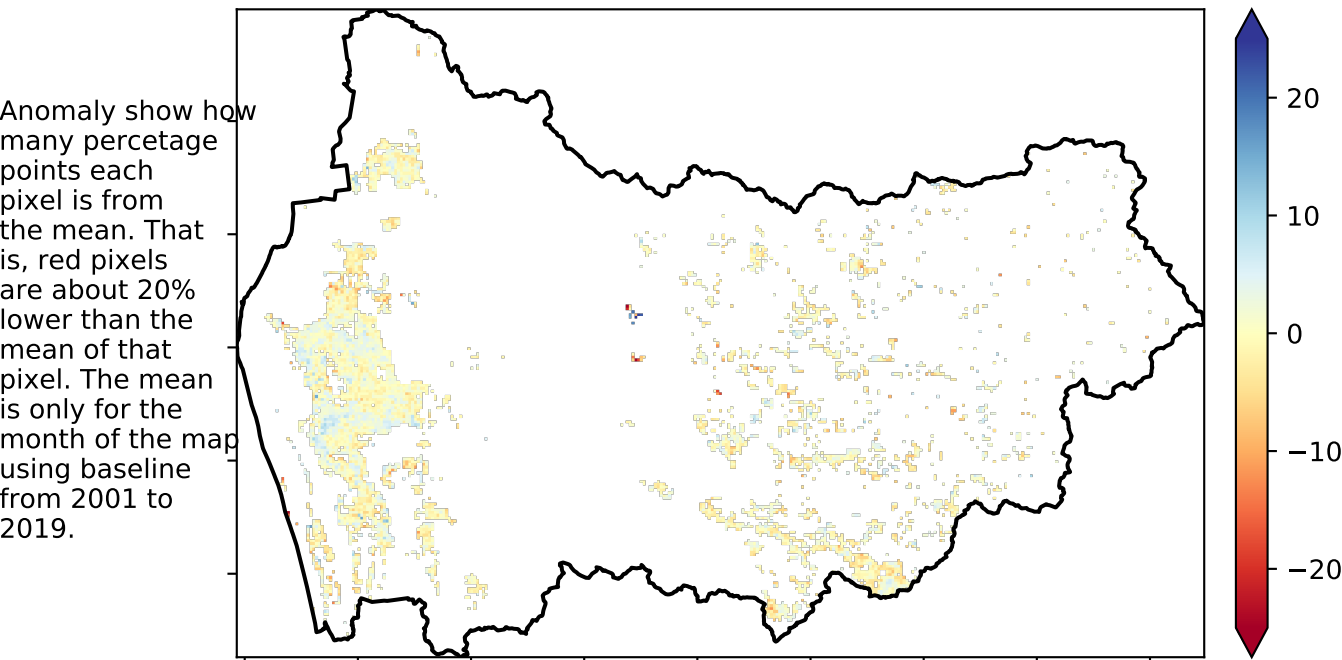 Anomaly show how
many percetage
points each
pixel is from
the mean. That
is, red pixels
are about 20%
lower than the
mean of that
pixel. The mean
is only for the
month of the map
using baseline
from 2001 to
2019.
20
10
0
−10
−20